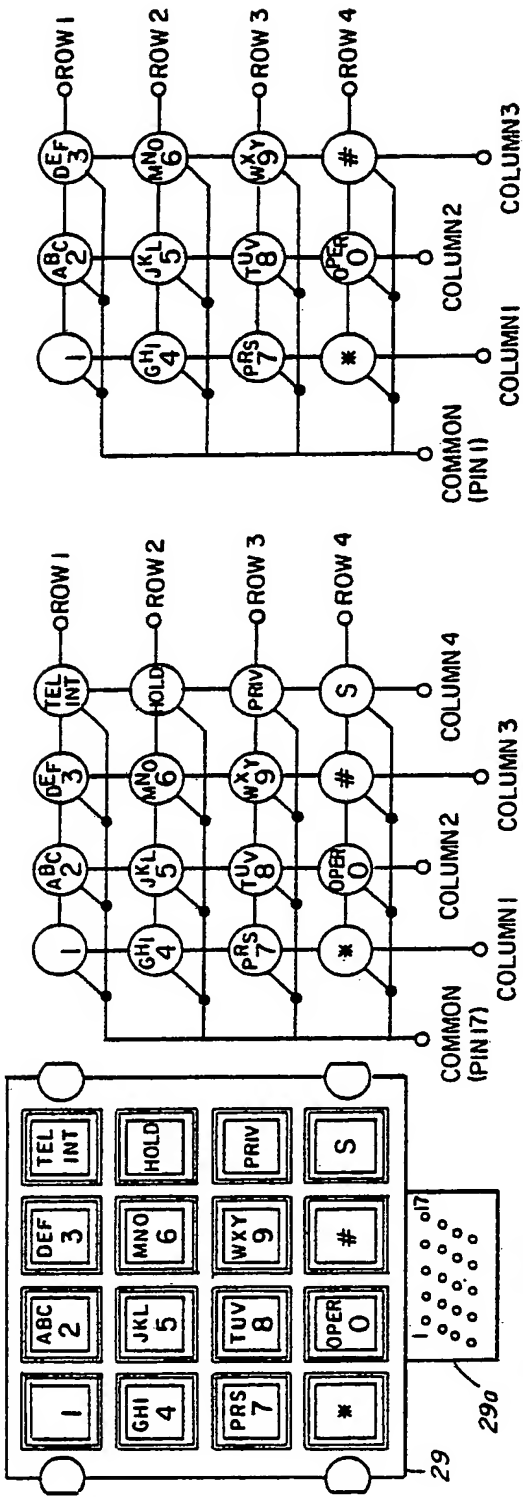 ABC DEF TEL
1 2 3 INT
GHI JKL MNO HOLD
4 5 6
PRS TUV WXY PRIV
7 8 9
OPER
* 0 # S
1 17
29
29a
ABC DEF TEL
1 2 3 INT
ROW 1
GHI JKL MNO HOLD
4 5 6
ROW 2
PRS TUV WXY PRIV
7 8 9
ROW 3
OPER
* 0 # S
ROW 4
COMMON
(PIN 17)
COLUMN 1
COLUMN 2
COLUMN 3
COLUMN 4
ABC DEF
1 2 3
ROW 1
GHI JKL MNO
4 5 6
ROW 2
PRS TUV WXY
7 8 9
ROW 3
OPER
* 0 #
ROW 4
COMMON
(PIN 1)
COLUMN 1
COLUMN 2
COLUMN 3